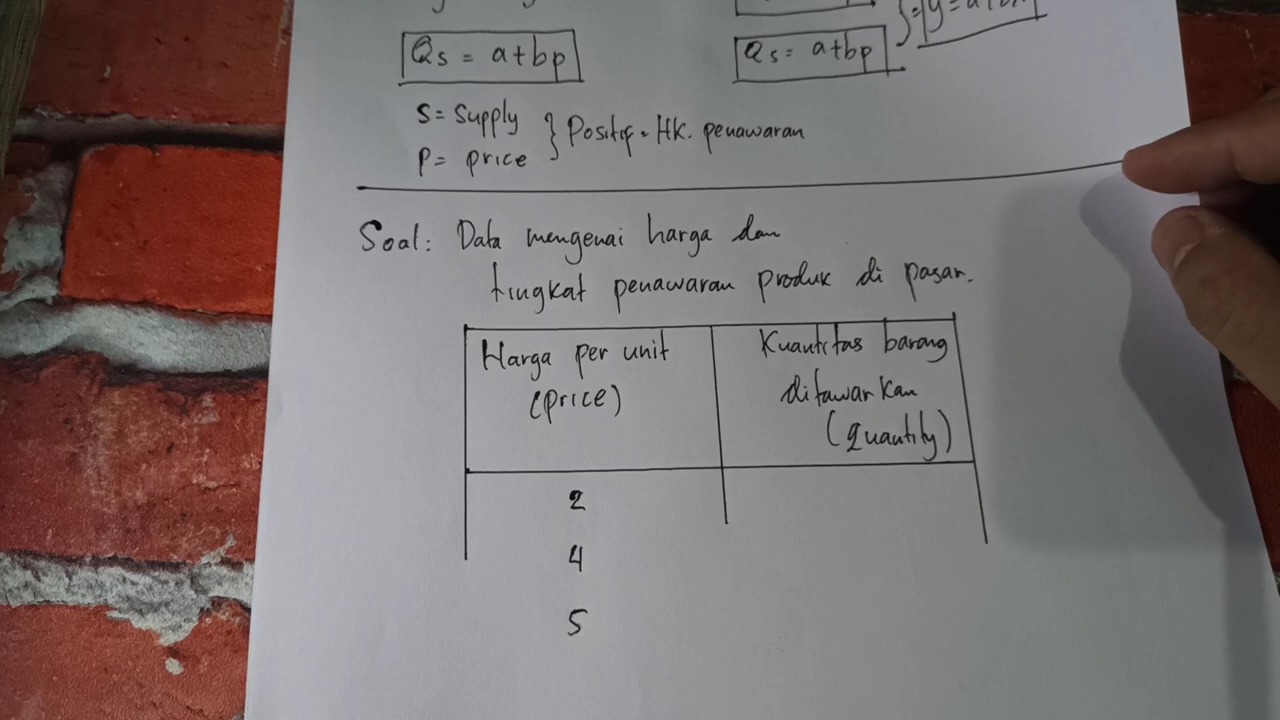 Qs = a+bp
Qs = a+bp
S = Supply
P = price
} Positif • Hk. penawaran
Soal: Data mengenai harga dan
tingkat penawaran produk di pasar.
Harga per unit
(price)
Kuantitas barang
ditawarkan
(quantity)
2
4
5